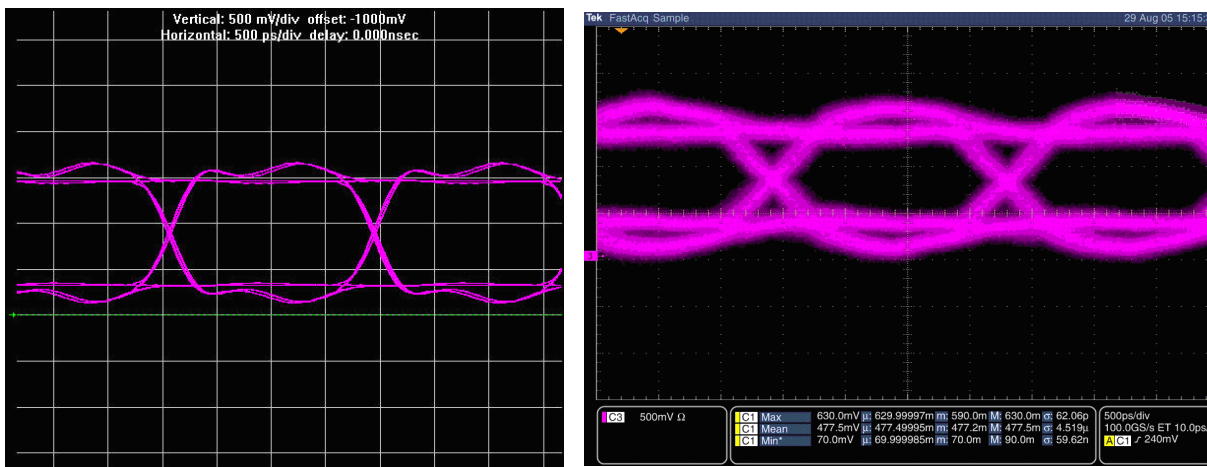 Vertical: 500 mV/div offset: -1000mV
Horizontal: 500 ps/div delay: 0.000nsec
Tek FastAcq Sample
29 Aug 05 15:15:3
C3 500mV Ω
C1 Max 630.0mV µ: 629.99997m m: 590.0m M: 630.0m σ: 62.06p
C1 Mean 477.5mV µ: 477.49995m m: 477.2m M: 477.5m σ: 4.519µ
C1 Min* 70.0mV µ: 69.999985m m: 70.0m M: 90.0m σ: 59.62n
500ps/div
100.0GS/s ET 10.0ps/
A C1 ⨍ 240mV